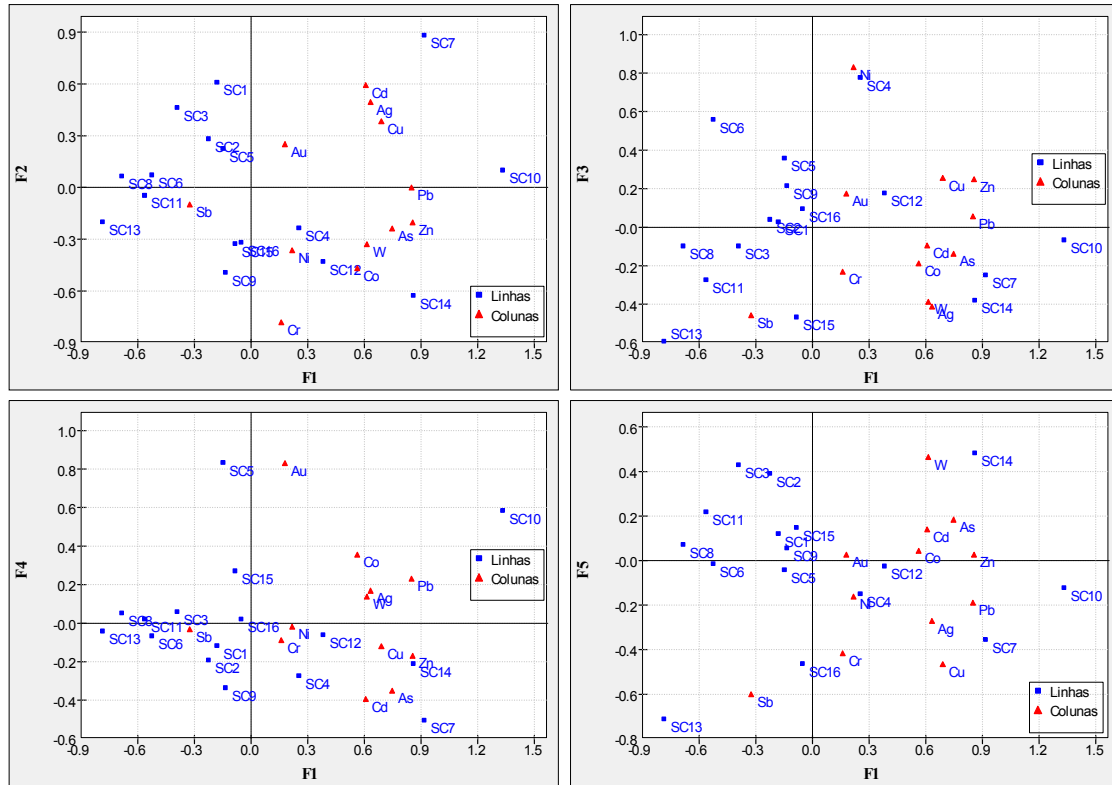 0.9
0.6
0.3
0.0
-0.3
-0.6
-0.9
F2
SC7
Cd
Ag
Cu
SC1
SC3
SC2
SC5
Au
SC10
SC8
SC6
Pb
SC11
Sb
SC13
SC4
As
Zn
SC15
SC16
Ni
W
SC12
Co
SC9
SC14
Cr
Linhas
Colunas
-0.9 -0.6 -0.3 0.0 0.3 0.6 0.9 1.2 1.5
F1
1.0
0.8
0.6
0.4
0.2
-0.0
-0.2
-0.4
-0.6
F3
Ni
SC4
SC6
SC5
SC9
Au
SC12
Cu
Zn
SC16
Pb
SC2
SC1
SC8
SC3
Cd
As
SC10
Co
Cr
SC7
SC11
W
Ag
SC14
Sb
SC15
SC13
Linhas
Colunas
-0.9 -0.6 -0.3 0.0 0.3 0.6 0.9 1.2 1.5
F1
1.0
0.8
0.6
0.4
0.2
-0.0
-0.2
-0.4
-0.6
F4
SC5
Au
SC10
Co
SC15
Pb
Ag
W
SC8
SC11
SC3
SC16
SC13
SC6
Sb
Ni
Cr
SC12
SC1
Cu
Zn
SC2
SC14
SC9
SC4
As
Cd
SC7
Linhas
Colunas
-0.9 -0.6 -0.3 0.0 0.3 0.6 0.9 1.2 1.5
F1
0.6
0.4
0.2
-0.0
-0.2
-0.4
-0.6
-0.8
F5
W
SC14
SC3
SC2
SC11
As
SC15
SC1
Cd
SC8
SC9
Co
Au
Zn
SC6
SC5
SC12
SC4
Ni
SC10
Pb
Ag
SC7
Cr
SC16
Cu
Sb
SC13
Linhas
Colunas
-0.9 -0.6 -0.3 0.0 0.3 0.6 0.9 1.2 1.5
F1